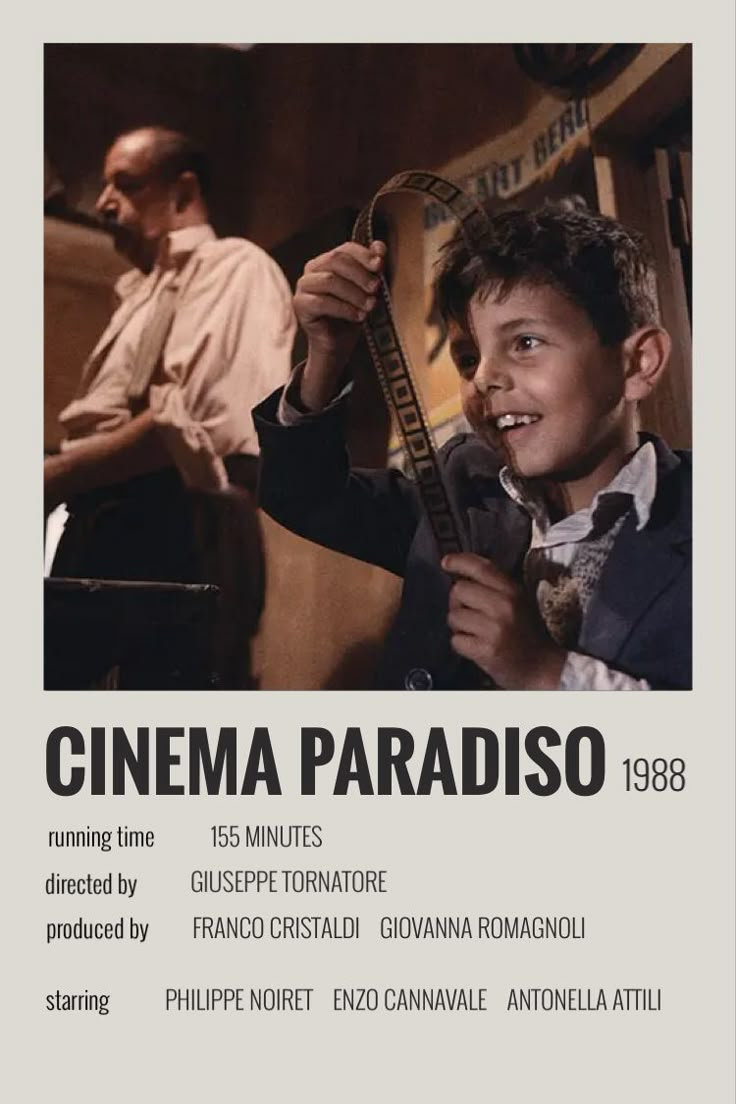 CINEMA PARADISO 1988
running time 155 MINUTES
directed by GIUSEPPE TORNATORE
produced by FRANCO CRISTALDI GIOVANNA ROMAGNOLI
starring PHILIPPE NOIRET ENZO CANNAVALE ANTONELLA ATTILI